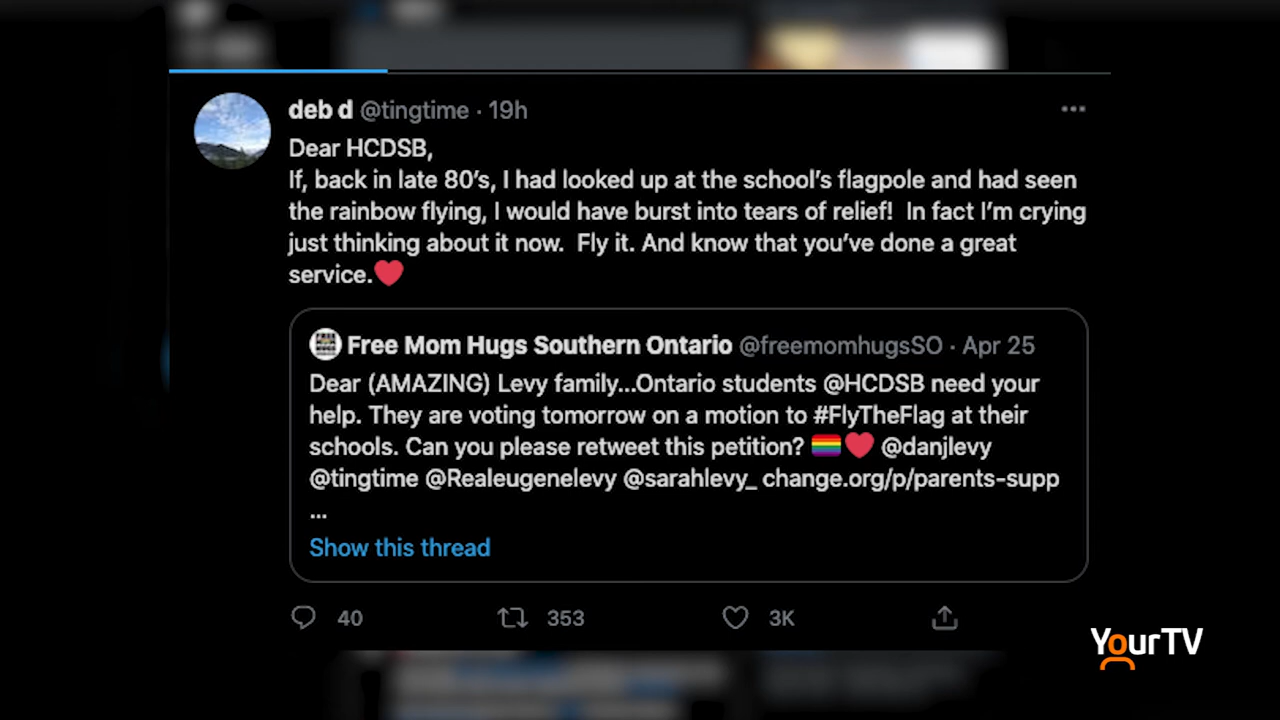 deb d @tingtime · 19h
Dear HCDSB,
If, back in late 80's, I had looked up at the school's flagpole and had seen
the rainbow flying, I would have burst into tears of relief!  In fact I'm crying
just thinking about it now.  Fly it. And know that you've done a great
service.❤️
Free Mom Hugs Southern Ontario @freemomhugsSO · Apr 25
Dear (AMAZING) Levy family...Ontario students @HCDSB need your
help. They are voting tomorrow on a motion to #FlyTheFlag at their
schools. Can you please retweet this petition? 🏳️‍🌈❤️ @danjlevy
@tingtime @Realeugenelevy @sarahlevy_ change.org/p/parents-supp
...
Show this thread
40 353 3K
YourTV